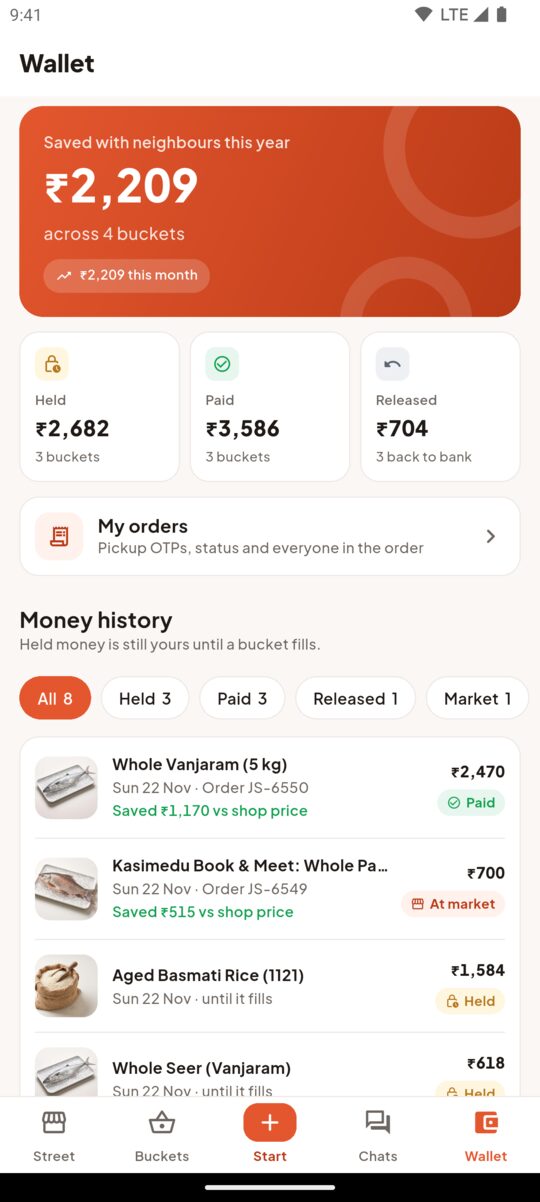 9:41
LTE
Wallet
Saved with neighbours this year
₹2,209
across 4 buckets
₹2,209 this month
Held
₹2,682
3 buckets
Paid
₹3,586
3 buckets
Released
₹704
3 back to bank
My orders
Pickup OTPs, status and everyone in the order
Money history
Held money is still yours until a bucket fills.
All 8
Held 3
Paid 3
Released 1
Market 1
Whole Vanjaram (5 kg)
Sun 22 Nov · Order JS-6550
Saved ₹1,170 vs shop price
₹2,470
Paid
Kasimedu Book & Meet: Whole Pa...
Sun 22 Nov · Order JS-6549
Saved ₹515 vs shop price
₹700
At market
Aged Basmati Rice (1121)
Sun 22 Nov · until it fills
₹1,584
Held
Whole Seer (Vanjaram)
Sun 22 Nov · until it fills
₹618
Held
Street
Buckets
Start
Chats
Wallet